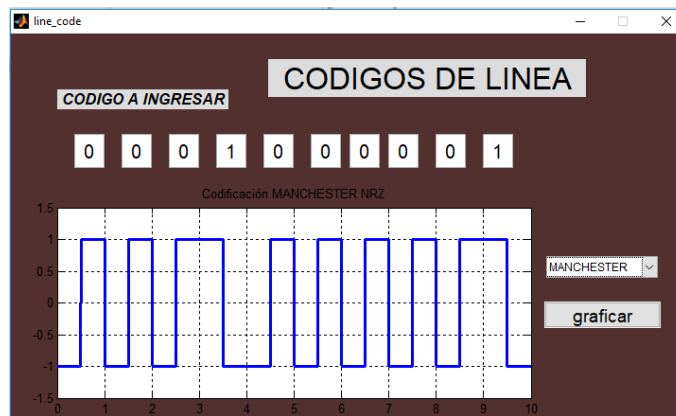 line_code
CODIGOS DE LINEA
CODIGO A INGRESAR
0 0 0 1 0 0 0 0 0 1
Codificación MANCHESTER NRZ
1.5
1
0.5
0
-0.5
-1
-1.5
0 1 2 3 4 5 6 7 8 9 10
MANCHESTER
graficar